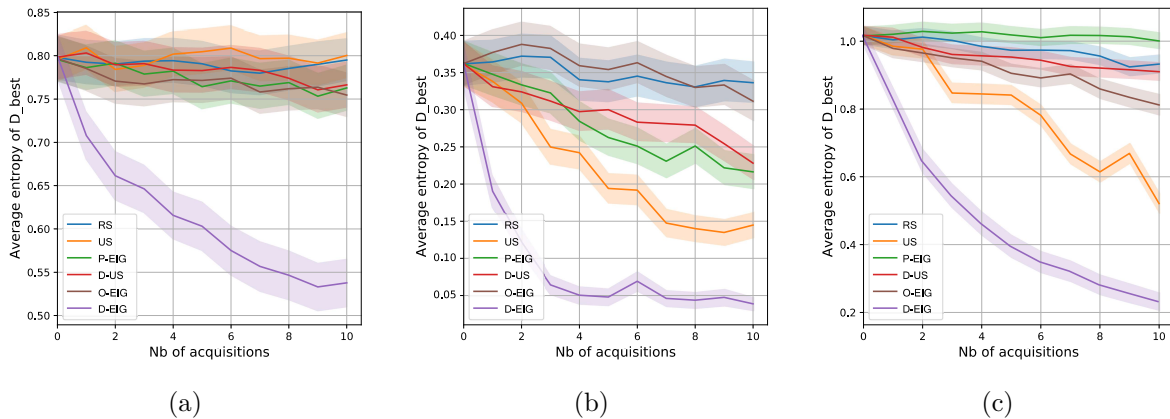 Average entropy of D_best
0.80
0.75
0.70
0.65
0.60
0.55
0.50
RS
US
P-EIG
D-US
O-EIG
D-EIG
0 2 4 6 8 10
Nb of acquisitions
(a)
Average entropy of D_best
0.40
0.35
0.30
0.25
0.20
0.15
0.10
0.05
RS
US
P-EIG
D-US
O-EIG
D-EIG
0 2 4 6 8 10
Nb of acquisitions
(b)
Average entropy of D_best
1.0
0.8
0.6
0.4
0.2
RS
US
P-EIG
D-US
O-EIG
D-EIG
0 2 4 6 8 10
Nb of acquisitions
(c)